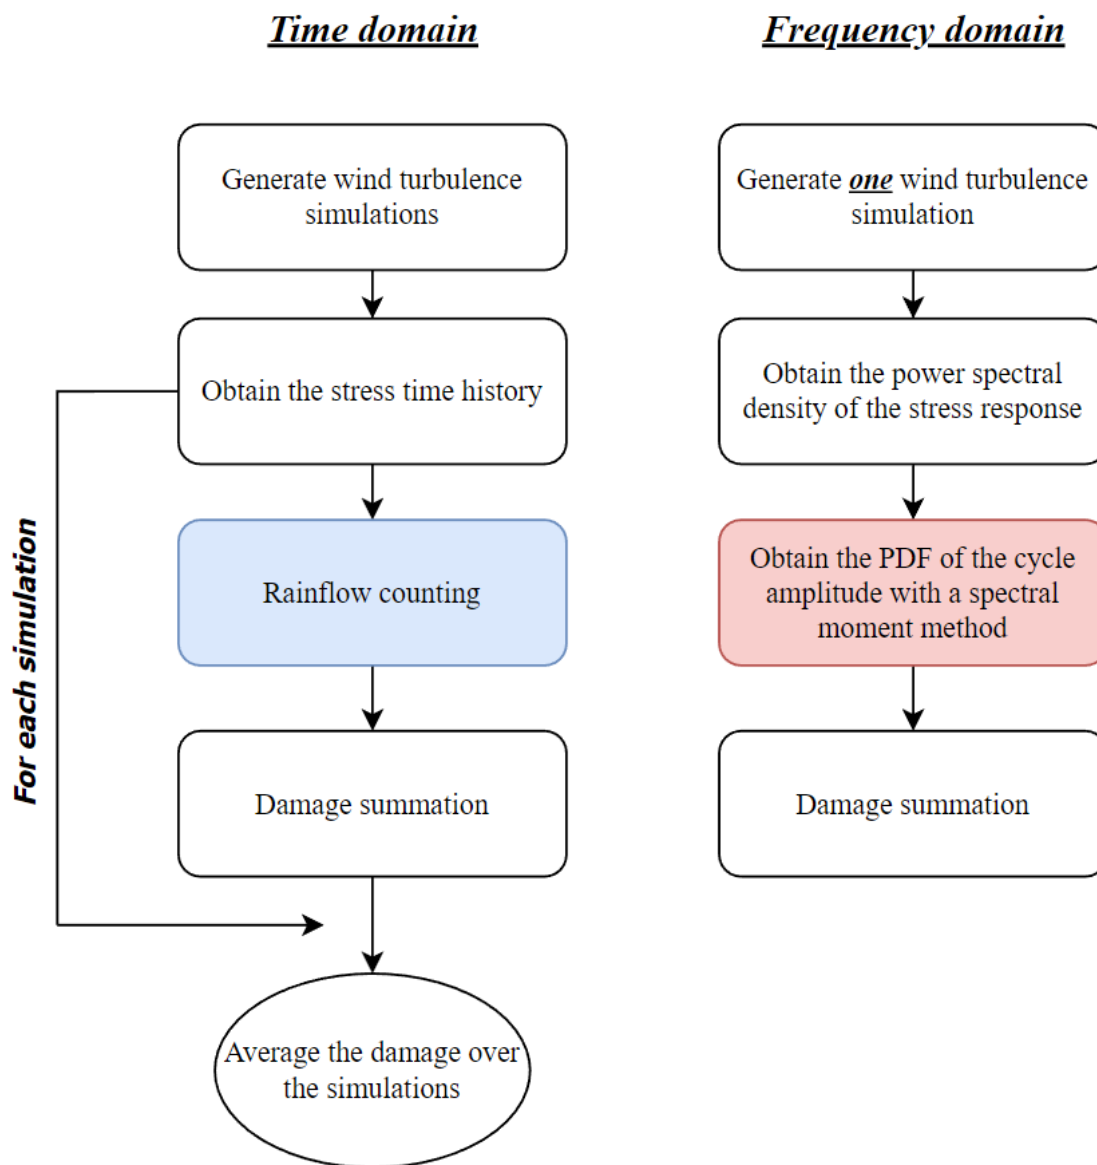 Time domain
Generate wind turbulence
simulations
Obtain the stress time history
For each simulation
Rainflow counting
Damage summation
Average the damage over
the simulations
Frequency domain
Generate one wind turbulence
simulation
Obtain the power spectral
density of the stress response
Obtain the PDF of the cycle
amplitude with a spectral
moment method
Damage summation